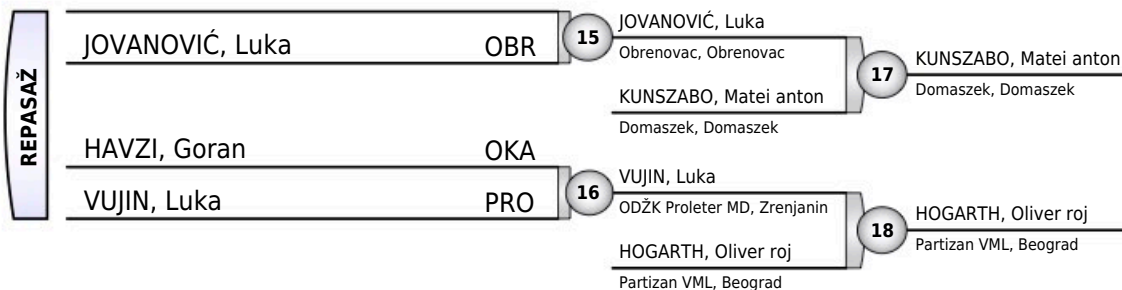 REPASAŽ
JOVANOVIĆ, Luka OBR
HAVZI, Goran OKA
VUJIN, Luka PRO
15
JOVANOVIĆ, Luka
Obrenovac, Obrenovac
KUNSZABO, Matei anton
Domaszek, Domaszek
16
VUJIN, Luka
ODŽK Proleter MD, Zrenjanin
HOGARTH, Oliver roj
Partizan VML, Beograd
17
KUNSZABO, Matei anton
Domaszek, Domaszek
18
HOGARTH, Oliver roj
Partizan VML, Beograd